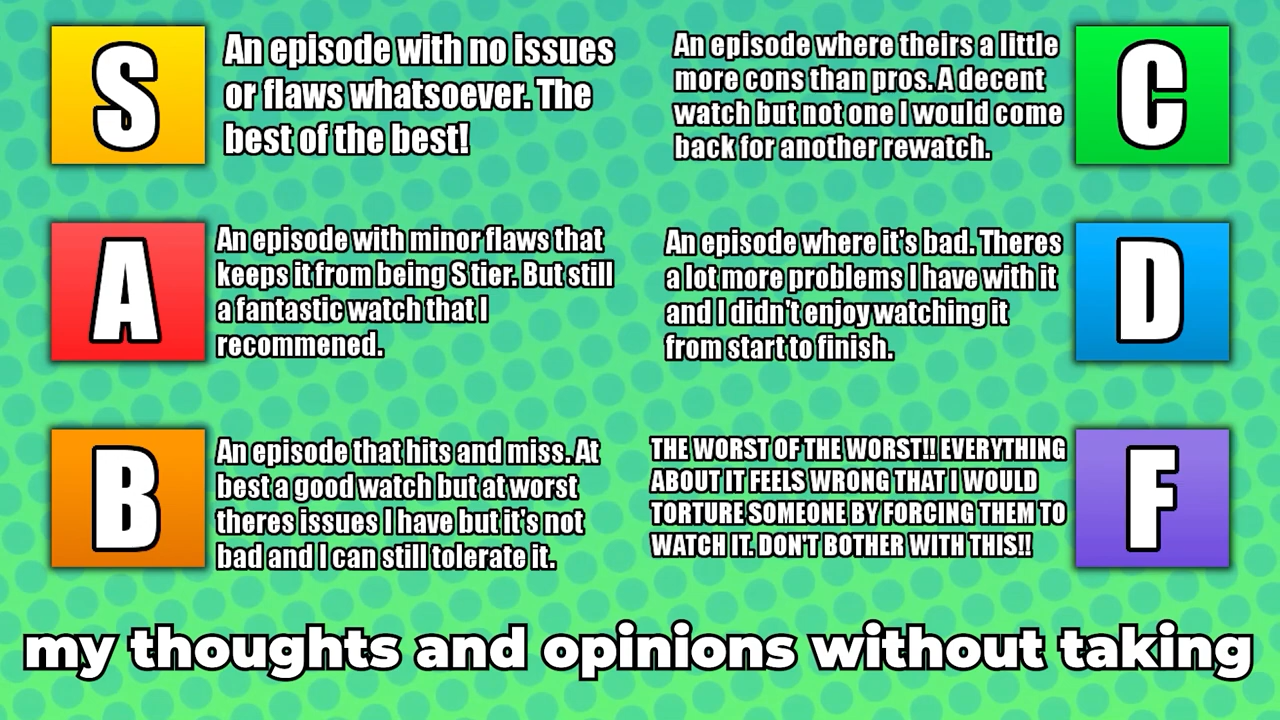 S
An episode with no issues
or flaws whatsoever. The
best of the best!
A
An episode with minor flaws that
keeps it from being S tier. But still
a fantastic watch that I
recommened.
B
An episode that hits and miss. At
best a good watch but at worst
theres issues I have but it's not
bad and I can still tolerate it.
An episode where theirs a little
more cons than pros. A decent
watch but not one I would come
back for another rewatch.
C
An episode where it's bad. Theres
a lot more problems I have with it
and I didn't enjoy watching it
from start to finish.
D
THE WORST OF THE WORST!! EVERYTHING
ABOUT IT FEELS WRONG THAT I WOULD
TORTURE SOMEONE BY FORCING THEM TO
WATCH IT. DON'T BOTHER WITH THIS!!
F
my thoughts and opinions without taking